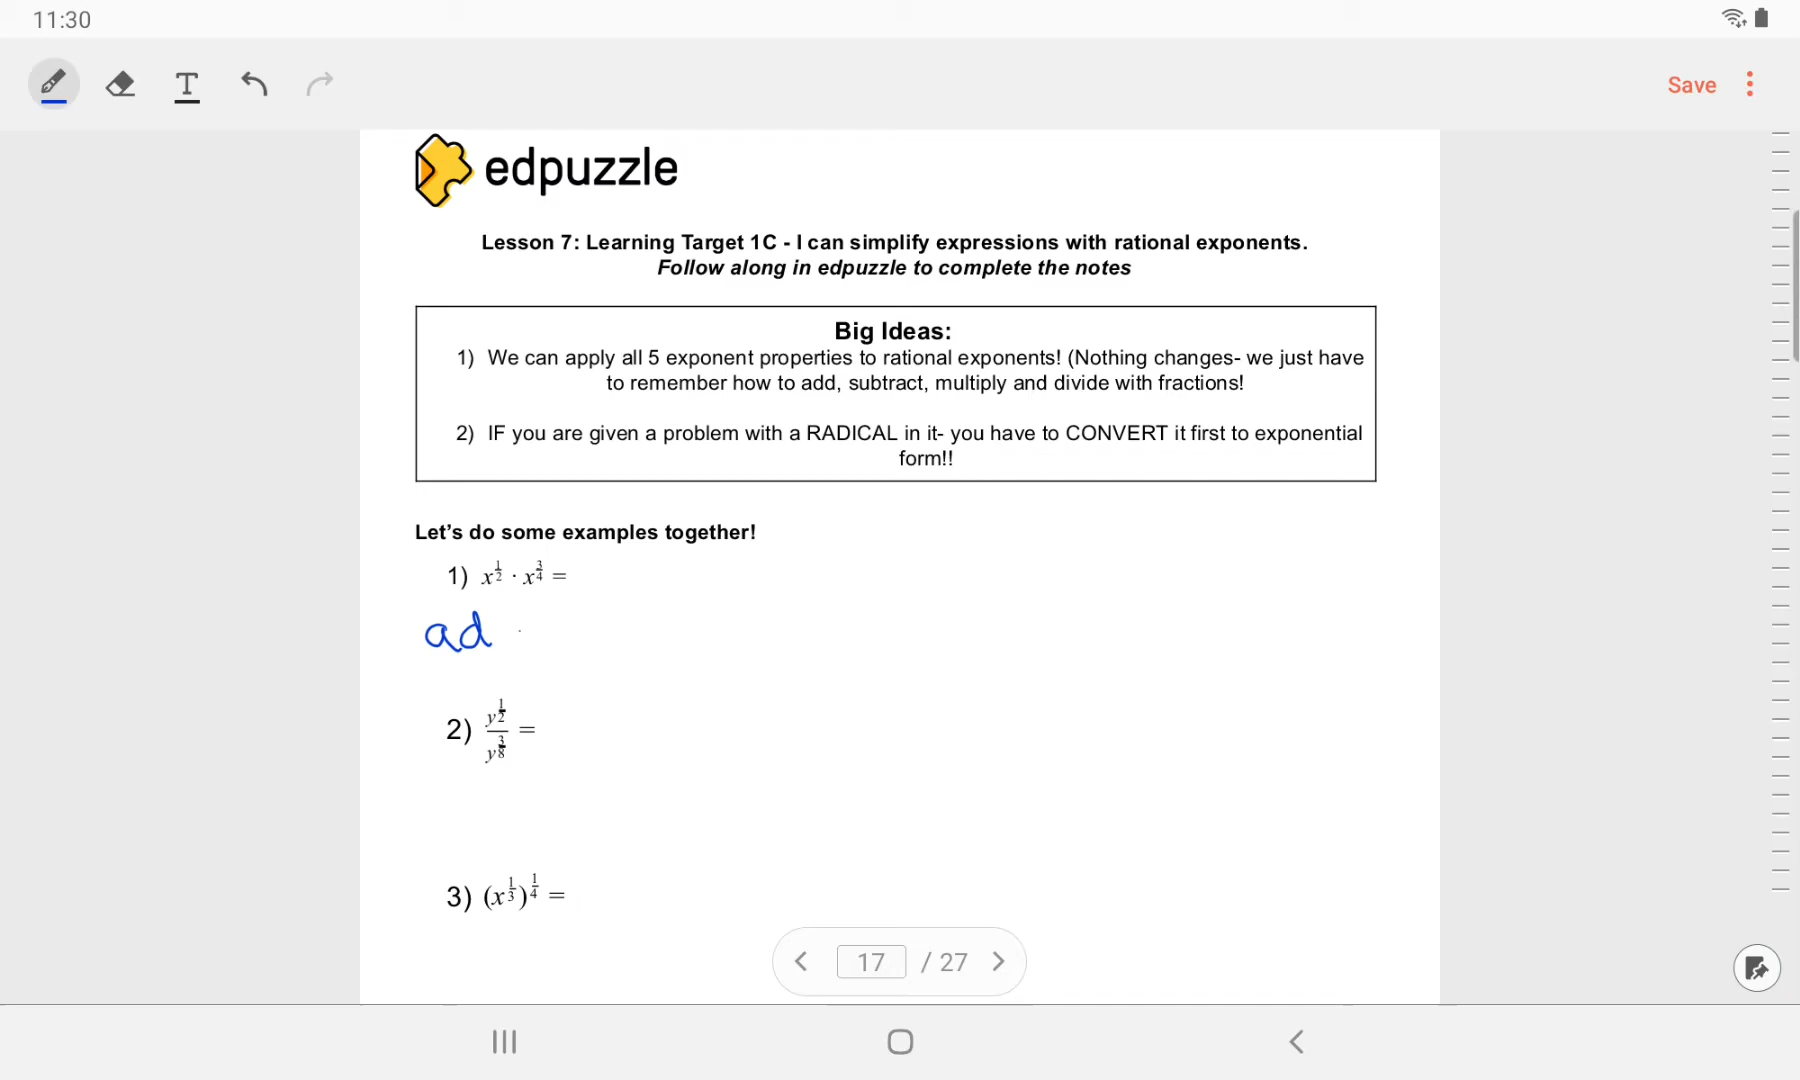 11:30
T
Save
edpuzzle
Lesson 7: Learning Target 1C - I can simplify expressions with rational exponents.
Follow along in edpuzzle to complete the notes
Big Ideas:
1) We can apply all 5 exponent properties to rational exponents! (Nothing changes- we just have
to remember how to add, subtract, multiply and divide with fractions!
2) IF you are given a problem with a RADICAL in it- you have to CONVERT it first to exponential
form!!
Let's do some examples together!
1) x^{1/2} · x^{3/4} =
ad
2) y^{1/2} / y^{3/8} =
3) (x^{1/3})^{1/4} =
17 / 27